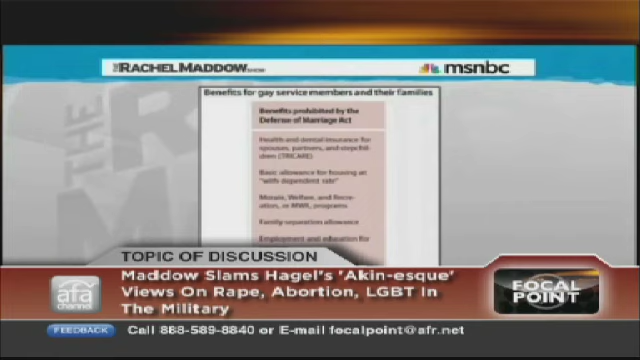 THE RACHEL MADDOW SHOW
msnbc
Benefits for gay service members and their families
Benefits prohibited by the
Defense of Marriage Act
Health and dental insurance for
spouses, partners, and stepchil-
dren (TRICARE)
Basic allowance for housing at
"with dependent rate"
Morale, Welfare, and Recre-
ation, or MWR, programs
Family-separation allowance
Employment and education for
THE
TOPIC OF DISCUSSION
Maddow Slams Hagel's 'Akin-esque'
Views On Rape, Abortion, LGBT In
The Military
afa
channel
FOCAL
POINT
FEEDBACK
Call 888-589-8840 or E-mail focalpoint@afr.net